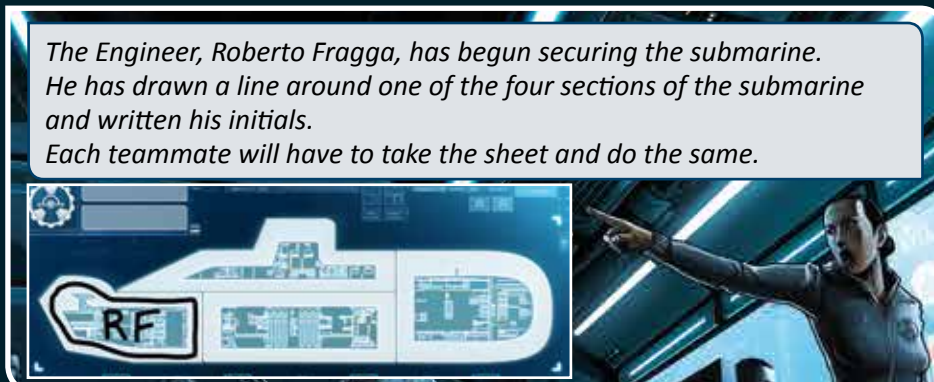 The Engineer, Roberto Fragga, has begun securing the submarine.
He has drawn a line around one of the four sections of the submarine
and written his initials.
Each teammate will have to take the sheet and do the same.
RF